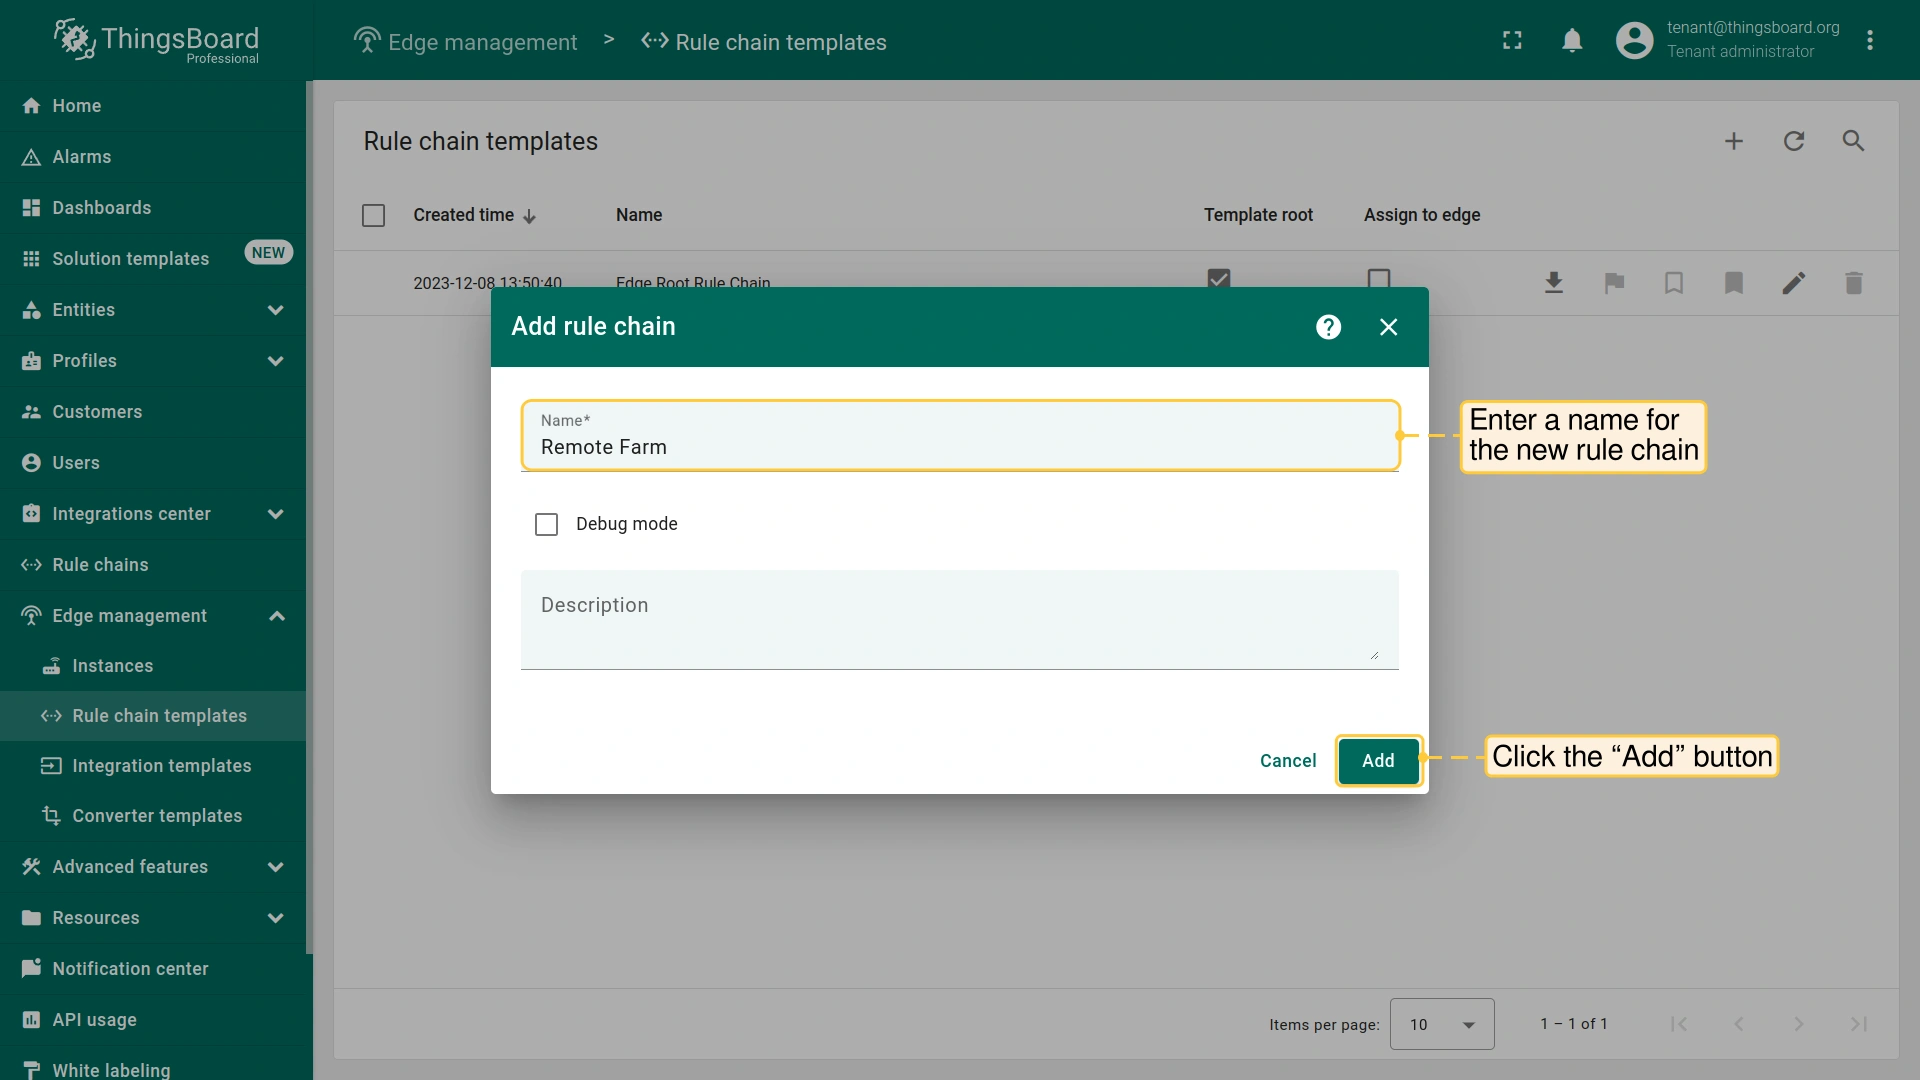 ThingsBoard
Professional
Edge management > Rule chain templates
tenant@thingsboard.org
Tenant administrator
Home
Alarms
Dashboards
Solution templates NEW
Entities
Profiles
Customers
Users
Integrations center
Rule chains
Edge management
Instances
Rule chain templates
Integration templates
Converter templates
Advanced features
Resources
Notification center
API usage
White labeling
Rule chain templates
Created time Name Template root Assign to edge
2023-12-08 13:50:40 Edge Root Rule Chain
Add rule chain
Name*
Remote Farm
Debug mode
Description
Cancel Add
Enter a name for
the new rule chain
Click the “Add” button
Items per page: 10 1 – 1 of 1